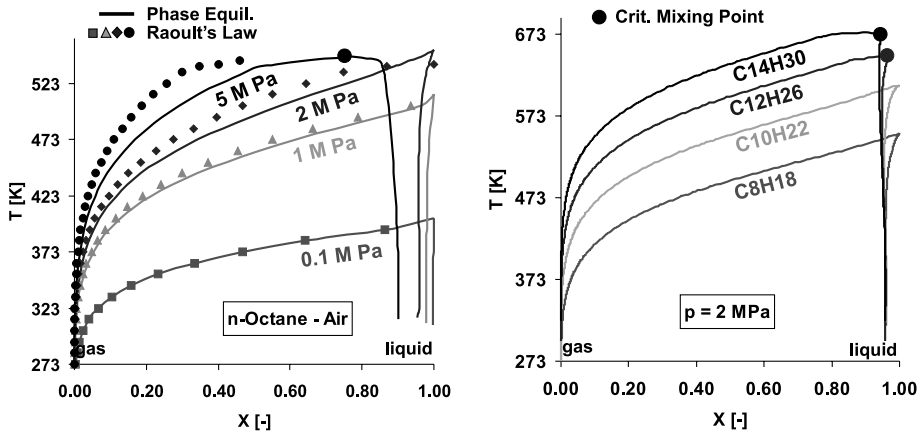 Phase Equil.
Raoult's Law
T [K]
523
473
423
373
323
273
5 M Pa
2 M Pa
1 M Pa
0.1 M Pa
n-Octane - Air
gas
liquid
0.00
0.20
0.40
0.60
0.80
1.00
X [-]
Crit. Mixing Point
T [K]
673
573
473
373
273
C14H30
C12H26
C10H22
C8H18
p = 2 MPa
gas
liquid
0.00
0.20
0.40
0.60
0.80
1.00
X [-]